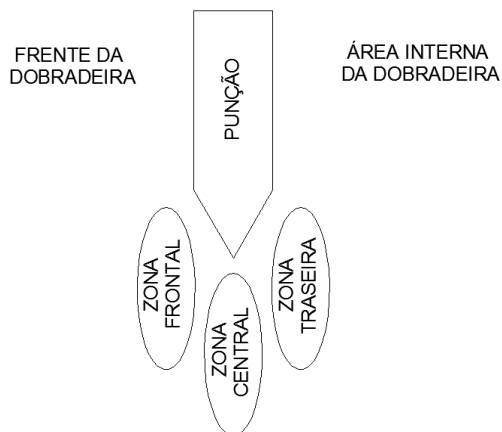 FRENTE DA
DOBRADEIRA
PUNÇÃO
ÁREA INTERNA
DA DOBRADEIRA
ZONA
FRONTAL
ZONA
CENTRAL
ZONA
TRASEIRA